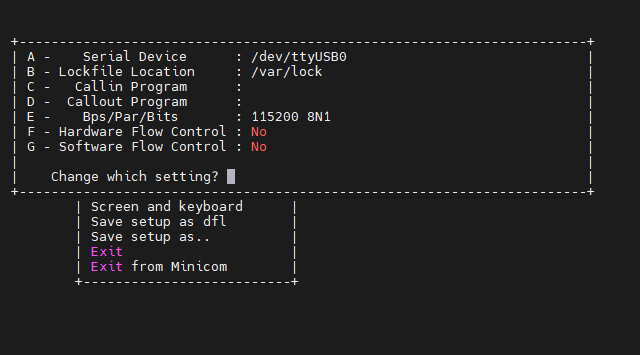 A - Serial Device : /dev/ttyUSB0
B - Lockfile Location : /var/lock
C - Callin Program :
D - Callout Program :
E - Bps/Par/Bits : 115200 8N1
F - Hardware Flow Control : No
G - Software Flow Control : No
Change which setting?
Screen and keyboard
Save setup as dfl
Save setup as..
Exit
Exit from Minicom